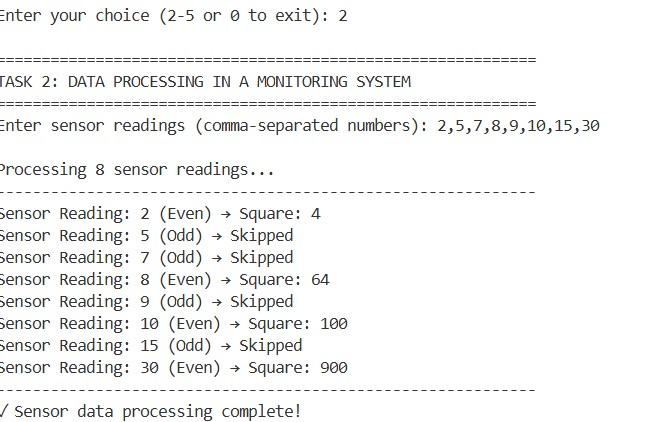 Enter your choice (2-5 or 0 to exit): 2
============================================================
TASK 2: DATA PROCESSING IN A MONITORING SYSTEM
============================================================
Enter sensor readings (comma-separated numbers): 2,5,7,8,9,10,15,30
Processing 8 sensor readings...
------------------------------------------------------------
Sensor Reading: 2 (Even) → Square: 4
Sensor Reading: 5 (Odd) → Skipped
Sensor Reading: 7 (Odd) → Skipped
Sensor Reading: 8 (Even) → Square: 64
Sensor Reading: 9 (Odd) → Skipped
Sensor Reading: 10 (Even) → Square: 100
Sensor Reading: 15 (Odd) → Skipped
Sensor Reading: 30 (Even) → Square: 900
------------------------------------------------------------
✓ Sensor data processing complete!